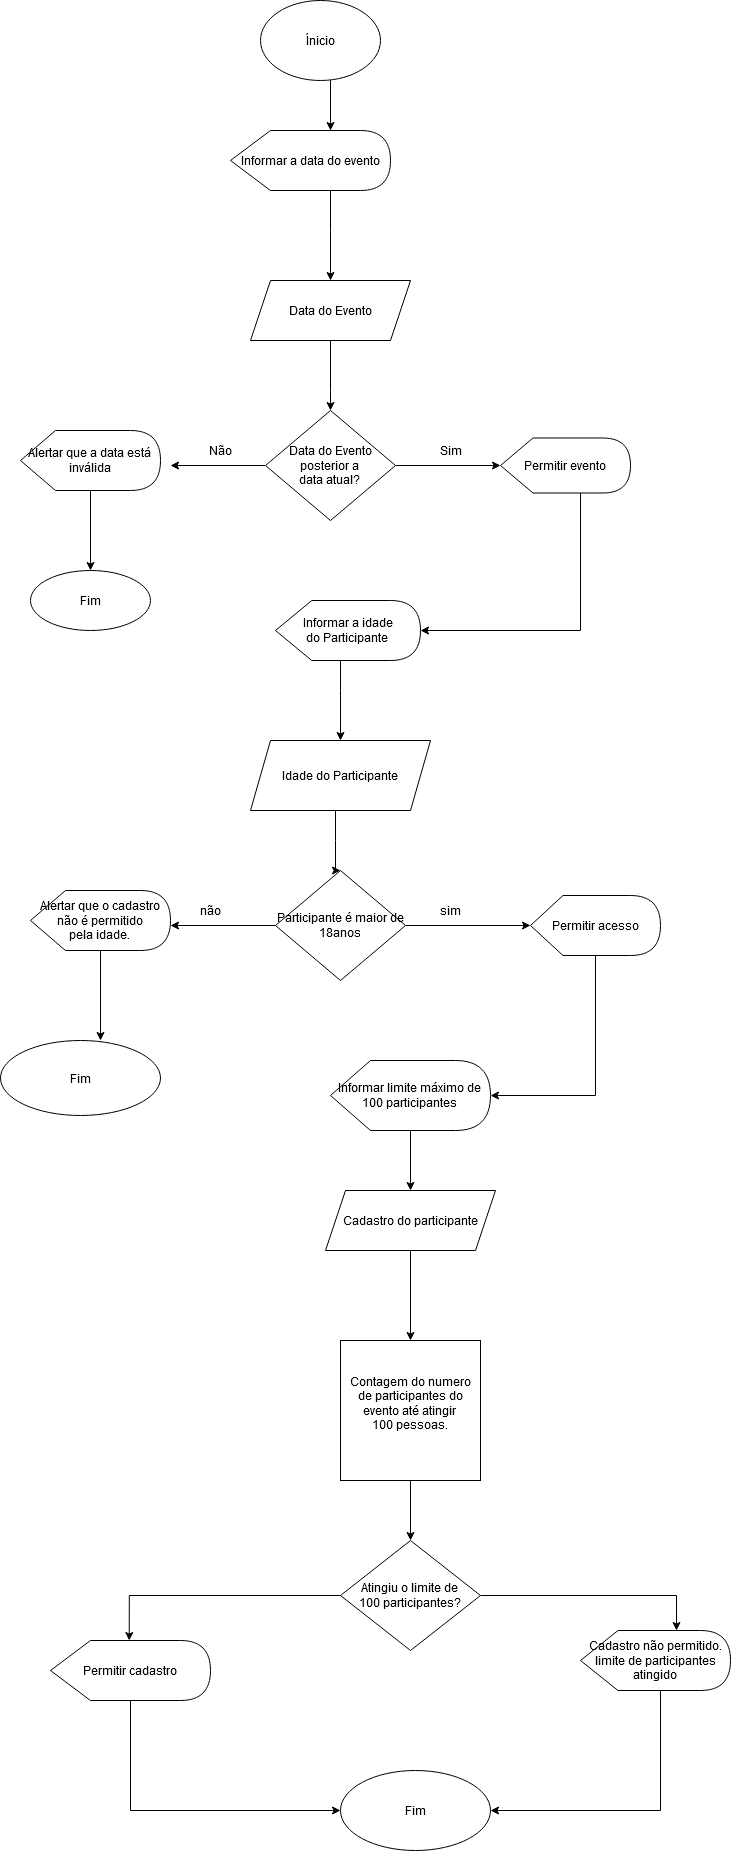 Ínicio
Informar a data do evento
Data do Evento
Data do Evento
posterior a
data atual?
Não
Sim
Alertar que a data está
inválida
Permitir evento
Fim
Informar a idade
do Participante
Idade do Participante
Participante é maior de
18anos
não
sim
Alertar que o cadastro
não é permitido
pela idade.
Permitir acesso
Fim
Informar limite máximo de
100 participantes
Cadastro do participante
Contagem do numero
de participantes do
evento até atingir
100 pessoas.
Atingiu o limite de
100 participantes?
Permitir cadastro
Cadastro não permitido.
limite de participantes
atingido
Fim